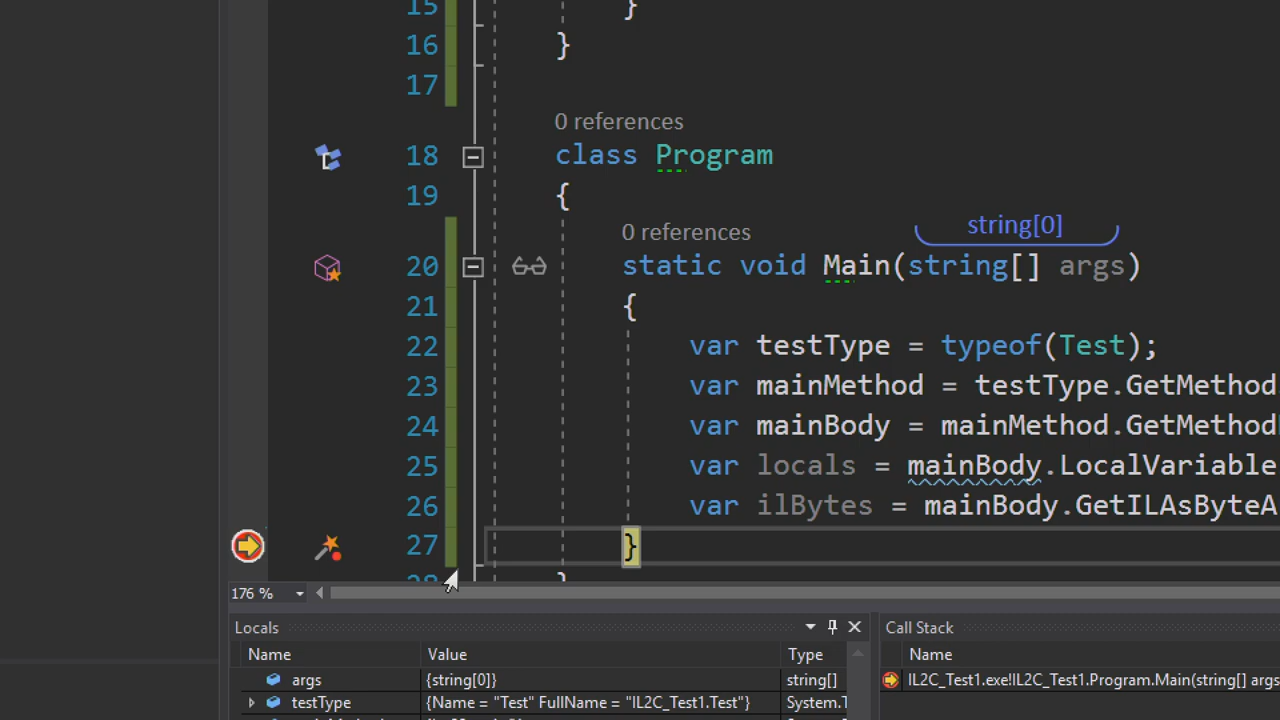 15 }
16 }
17
0 references
18 class Program
19 {
string[0]
0 references
20 static void Main(string[] args)
21 {
22 var testType = typeof(Test);
23 var mainMethod = testType.GetMethod
24 var mainBody = mainMethod.GetMethod
25 var locals = mainBody.LocalVariable
26 var ilBytes = mainBody.GetILAsByteA
27 }
28 }
176 %
Locals
Call Stack
Name Value Type
Name
args {string[0]} string[]
IL2C_Test1.exe!IL2C_Test1.Program.Main(string[] args
testType {Name = "Test" FullName = "IL2C_Test1.Test"} System.T